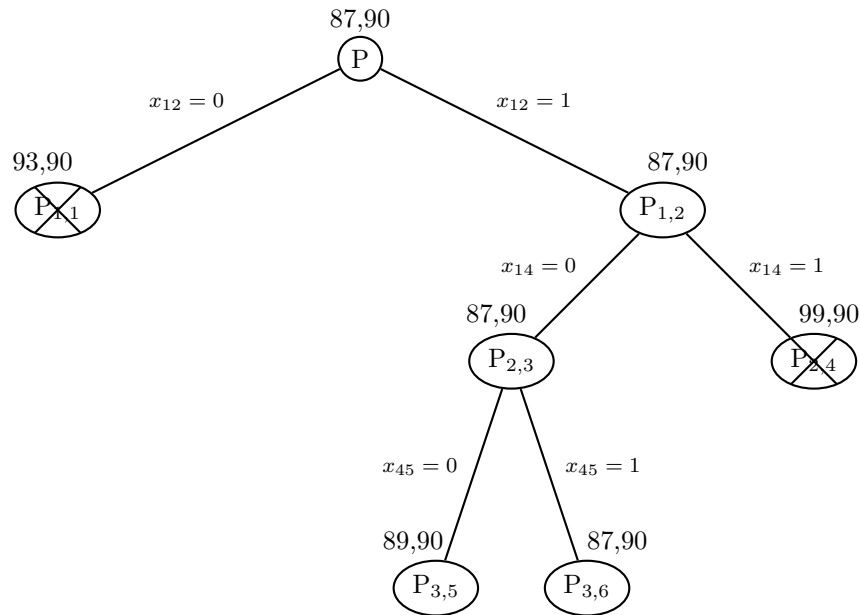 87,90
P
x₁₂ = 0
x₁₂ = 1
93,90
87,90
P₁,₁
P₁,₂
x₁₄ = 0
x₁₄ = 1
87,90
99,90
P₂,₃
P₂,₄
x₄₅ = 0
x₄₅ = 1
89,90
87,90
P₃,₅
P₃,₆